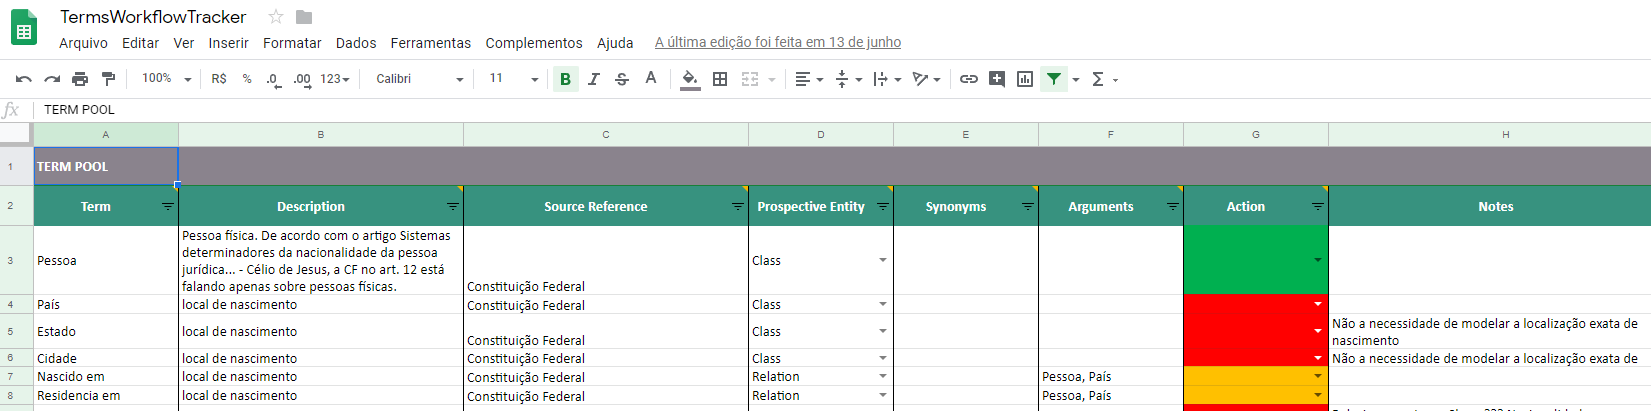 TermsWorkflowTracker
Arquivo Editar Ver Inserir Formatar Dados Ferramentas Complementos Ajuda A última edição foi feita em 13 de junho
100% R$ % .0 .00 123 Calibri 11 B I S A
fx TERM POOL
A B C D E F G H
1 TERM POOL
2 Term Description Source Reference Prospective Entity Synonyms Arguments Action Notes
Pessoa física. De acordo com o artigo Sistemas
determinadores da nacionalidade da pessoa
3 Pessoa jurídica... - Célio de Jesus, a CF no art. 12 está Class
falando apenas sobre pessoas físicas. Constituição Federal
4 País local de nascimento Constituição Federal Class
5 Estado local de nascimento Constituição Federal Class Não a necessidade de modelar a localização exata de
nascimento
6 Cidade local de nascimento Constituição Federal Class Não a necessidade de modelar a localização exata de
7 Nascido em local de nascimento Constituição Federal Relation Pessoa, País
8 Residencia em local de nascimento Constituição Federal Relation Pessoa, País